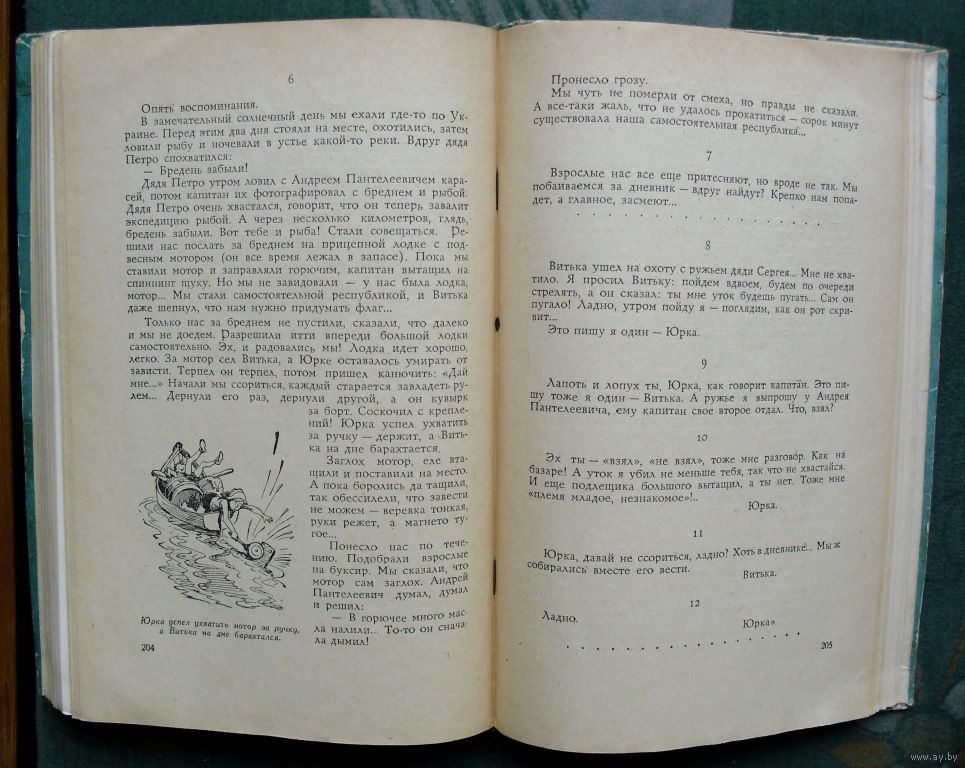 6
Опять воспоминания.
В замечательный солнечный день мы ехали где-то по Ук-
раине. Перед этим два дня стояли на месте, охотились, затем
ловили рыбу и ночевали в устье какой-то реки. Вдруг дядя
Петро спохватился:
— Бредень забыли!
Дядя Петро утром ловил с Андреем Пантелеевичем кара-
сей, потом капитан их фотографировал с бреднем и рыбой.
Дядя Петро очень хвастался, говорит, что он теперь завалит
экспедицию рыбой. А через несколько километров, глядь,
бредень забыли. Вот тебе и рыба! Стали совещаться. Ре-
шили нас послать за бреднем на прицепной лодке с под-
весным мотором (он все время лежал в запасе). Пока мы
ставили мотор и заправляли горючим, капитан вытащил на
спиннинг щуку. Но мы не завидовали — у нас была лодка,
мотор... Мы стали самостоятельной республикой, и Витька
даже шепнул, что нам нужно придумать флаг...
Только нас за бреднем не пустили, сказали, что далеко
и мы не доедем. Разрешили итти впереди большой лодки
самостоятельно. Эх, и радовались мы! Лодка идет хорошо,
легко. За мотор сел Витька, а Юрке оставалось умирать от
зависти. Терпел он терпел, потом пришел канючить: «Дай
мне...» Начали мы ссориться, каждый старается завладеть ру-
лем... Дернули его раз, дернули другой, а он кувырк
за борт. Соскочил с крепле-
ний! Юрка успел ухватить
за ручку — держит, а Вить-
ка на дне барахтается.
Заглох мотор, еле вта-
щили и поставили на место.
А пока боролись да тащили,
так обессилели, что завести
не можем — веревка тонкая,
руки режет, а магнето ту-
гое...
Понесло нас по тече-
нию. Подобрали взрослые
на буксир. Мы сказали, что
мотор сам заглох. Андрей
Пантелеевич думал, думал
и решил:
— В горючее много мас-
ла налили... То-то он снача-
ла дымил!
Юрка успел ухватить мотор за ручку,
а Витька на дне барахтался.
204
Пронесло грозу.
Мы чуть не померли от смеха, но правды не сказали.
А все-таки жаль, что не удалось прокатиться — сорок минут
существовала наша самостоятельная республика...
7
Взрослые нас все еще притесняют, но вроде не так. Мы
побаиваемся за дневник — вдруг найдут? Крепко нам попа-
дет, а главное, засмеют...
. . . . . . . . . . . . . . . .
8
Витька ушел на охоту с ружьем дяди Сергея... Мне не хва-
тило. Я просил Витьку: пойдем вдвоем, будем по очереди
стрелять, а он сказал: ты мне уток будешь пугать... Сам он
пугало! Ладно, утром пойду я — поглядим, как он рот скри-
вит...
Это пишу я один — Юрка.
9
Лапоть и лопух ты, Юрка, как говорит капитан. Это пи-
шу тоже я один — Витька. А ружье я выпрошу у Андрея
Пантелеевича, ему капитан свое второе отдал. Что, взял?
10
Эх ты — «взял», «не взял», тоже мне разговор. Как на
базаре! А уток я убил не меньше тебя, так что не хвастайся.
И еще подлещика большого вытащил, а ты нет. Тоже мне
«племя младое, незнакомое»!..
Юрка.
11
Юрка, давай не ссориться, ладно? Хоть в дневнике... Мы ж
собирались вместе его вести.
Витька.
12
Ладно.
Юрка»
. . . . . . . . . . . . . . . .
205
www.ay.by